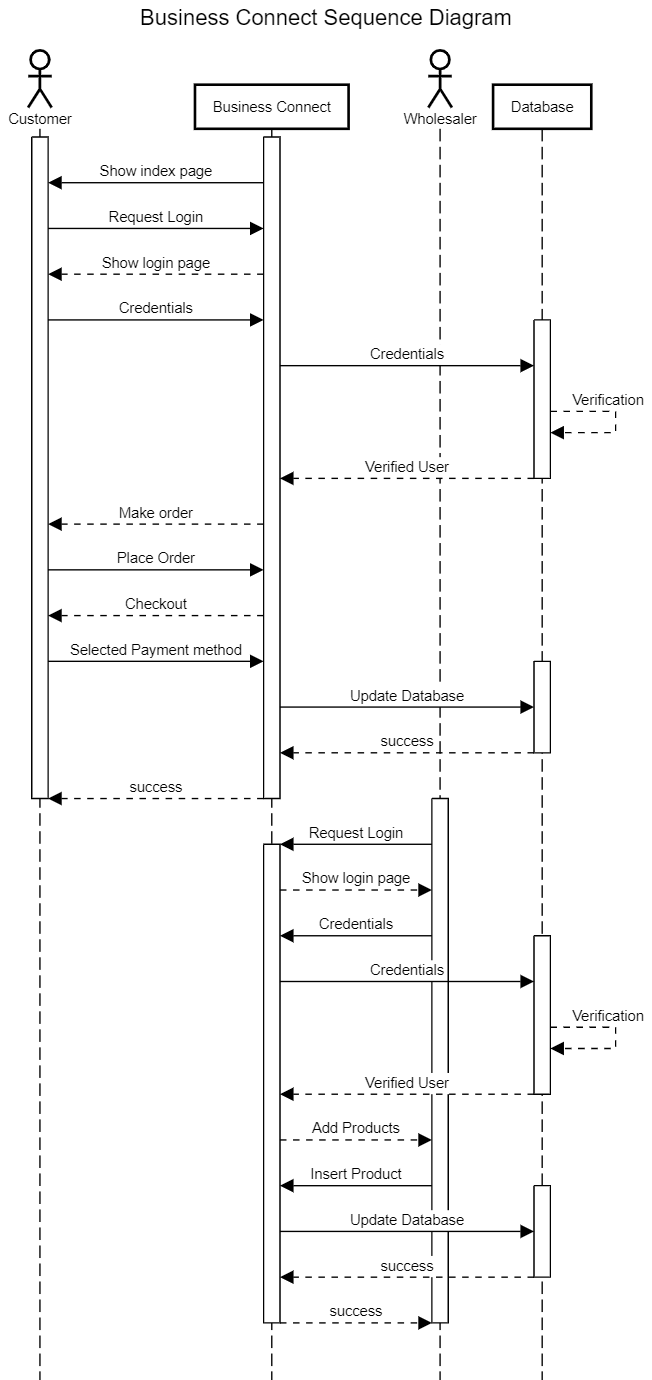 Business Connect Sequence Diagram
Customer
Business Connect
Wholesaler
Database
Show index page
Request Login
Show login page
Credentials
Credentials
Verification
Verified User
Make order
Place Order
Checkout
Selected Payment method
Update Database
success
success
Request Login
Show login page
Credentials
Credentials
Verification
Verified User
Add Products
Insert Product
Update Database
success
success